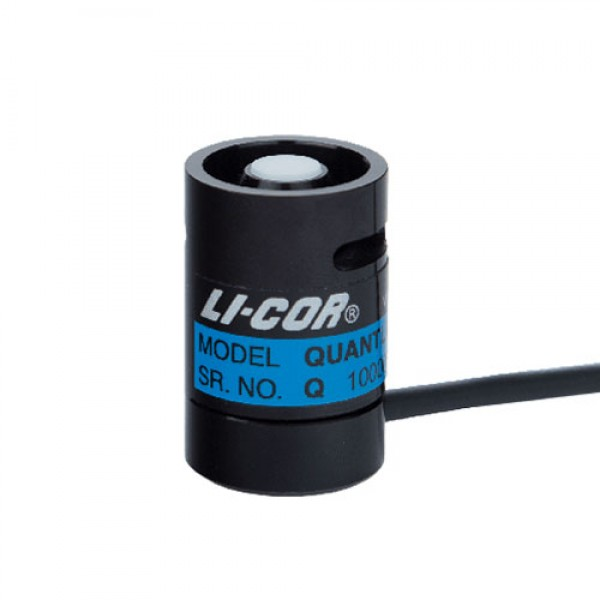 LI-COR®
MODEL QUANT
SR. NO. Q 1000